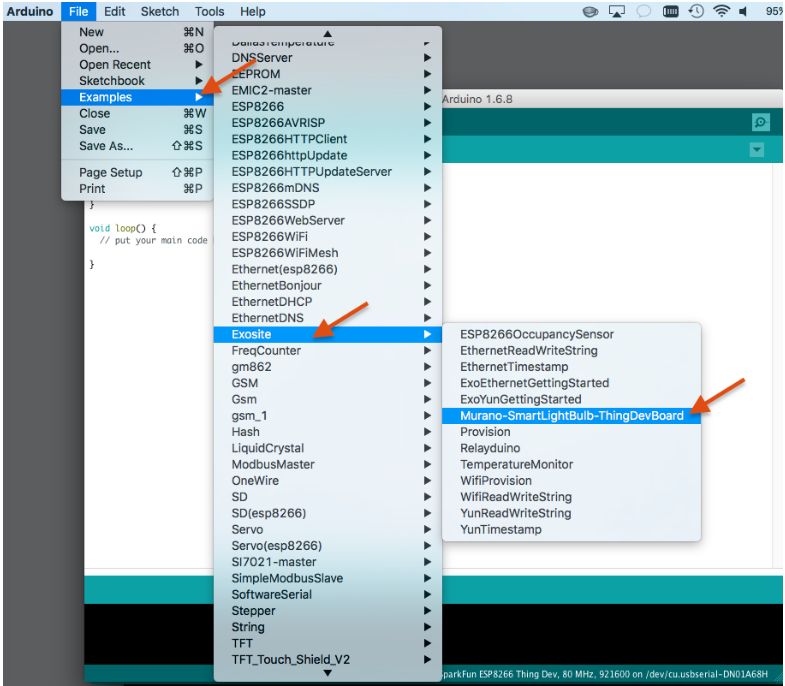 Arduino File Edit Sketch Tools Help 95%
New ⌘N
Open... ⌘O
Open Recent
Sketchbook
Examples
Close ⌘W
Save ⌘S
Save As... ⇧⌘S
Page Setup ⇧⌘P
Print ⌘P
DallasTemperature
DNSServer
EEPROM
EMIC2-master
ESP8266
ESP8266AVRISP
ESP8266HTTPClient
ESP8266httpUpdate
ESP8266HTTPUpdateServer
ESP8266mDNS
ESP8266SSDP
ESP8266WebServer
ESP8266WiFi
ESP8266WiFiMesh
Ethernet(esp8266)
EthernetBonjour
EthernetDHCP
EthernetDNS
Exosite
FreqCounter
gm862
GSM
Gsm
gsm_1
Hash
LiquidCrystal
ModbusMaster
OneWire
SD
SD(esp8266)
Servo
Servo(esp8266)
SI7021-master
SimpleModbusSlave
SoftwareSerial
Stepper
String
TFT
TFT_Touch_Shield_V2
ESP8266OccupancySensor
EthernetReadWriteString
EthernetTimestamp
ExoEthernetGettingStarted
ExoYunGettingStarted
Murano-SmartLightBulb-ThingDevBoard
Provision
Relayduino
TemperatureMonitor
WifiProvision
WifiReadWriteString
YunReadWriteString
YunTimestamp
Arduino 1.6.8
}
void loop() {
// put your main code
}
parkFun ESP8266 Thing Dev, 80 MHz, 921600 on /dev/cu.usbserial-DN01A68H